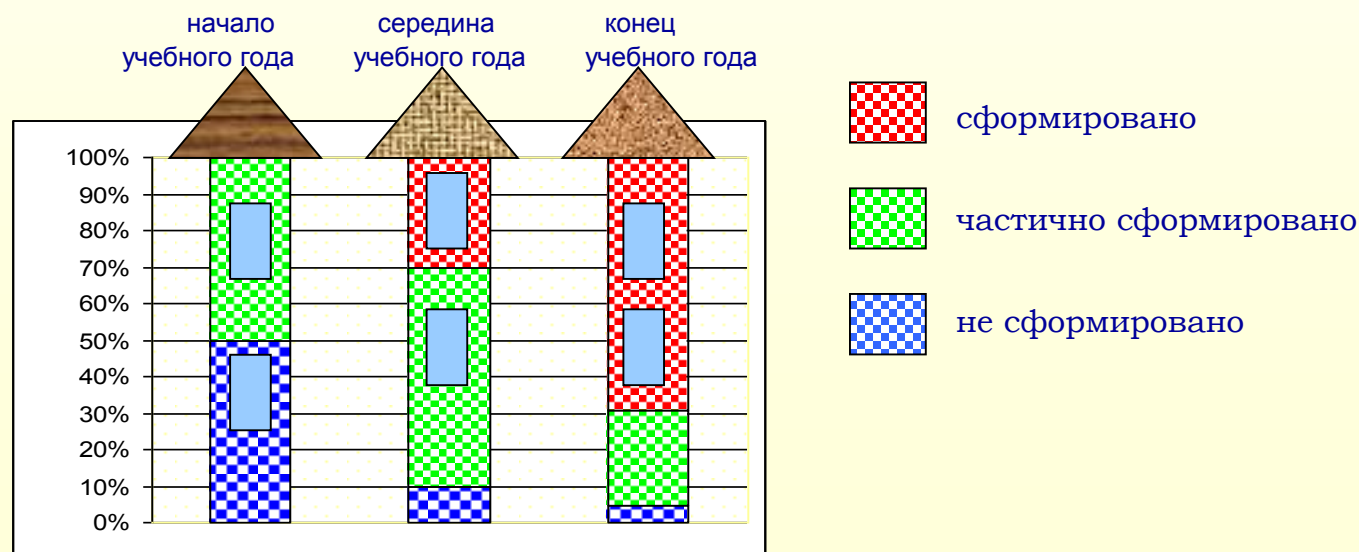 начало
учебного года
середина
учебного года
конец
учебного года
сформировано
частично сформировано
не сформировано
100%
90%
80%
70%
60%
50%
40%
30%
20%
10%
0%